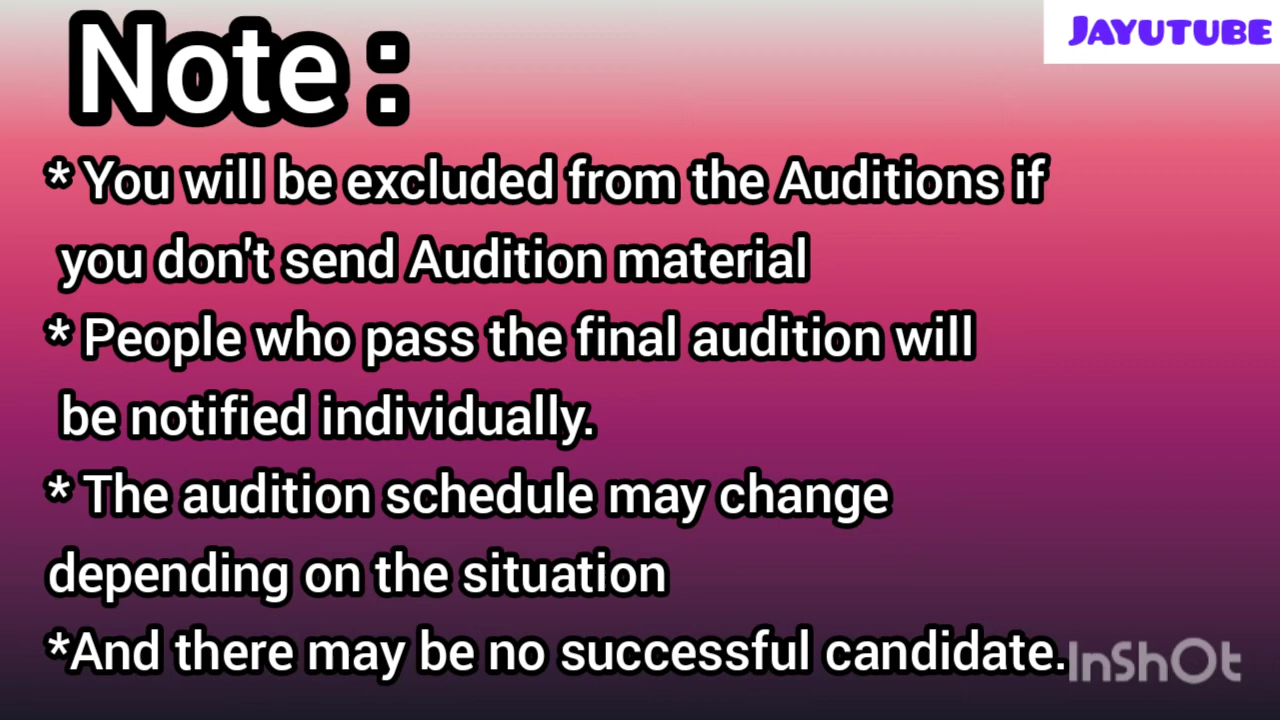 Note :
JAYUTUBE
* You will be excluded from the Auditions if
you don't send Audition material
* People who pass the final audition will
be notified individually.
* The audition schedule may change
depending on the situation
*And there may be no successful candidate.
InShOt